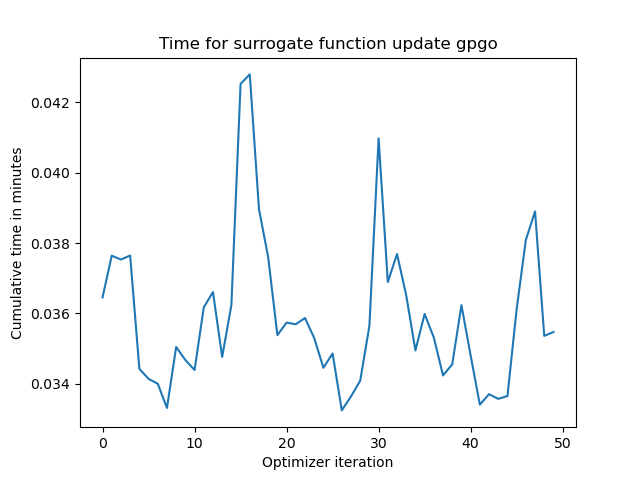 Time for surrogate function update gpgo
Cumulative time in minutes
0.042
0.040
0.038
0.036
0.034
0 10 20 30 40 50
Optimizer iteration